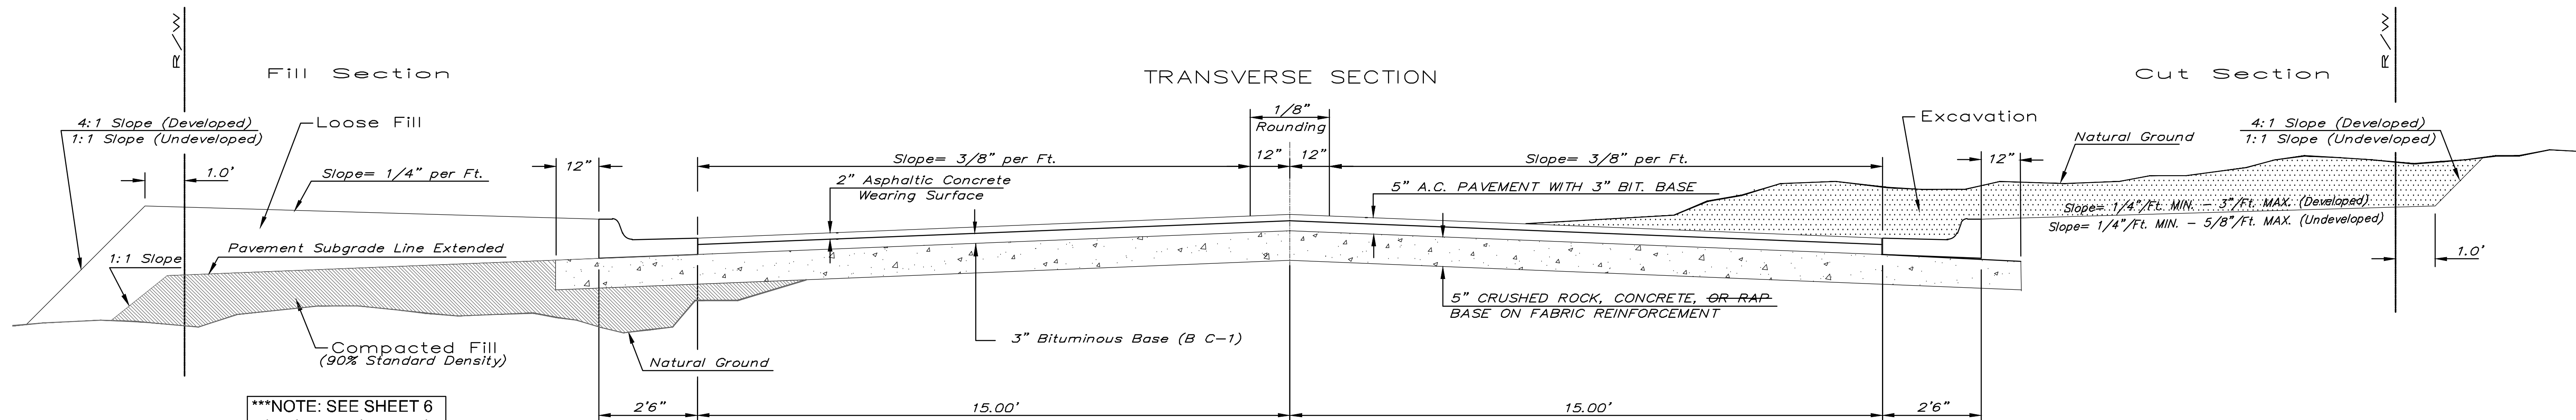 R/W
R/W
Fill Section
TRANSVERSE SECTION
Cut Section
4:1 Slope (Developed)
1:1 Slope (Undeveloped)
Loose Fill
1.0'
Slope= 1/4" per Ft.
12"
Slope= 3/8" per Ft.
1/8"
Rounding
12"
12"
Slope= 3/8" per Ft.
Excavation
12"
Natural Ground
4:1 Slope (Developed)
1:1 Slope (Undeveloped)
2" Asphaltic Concrete
Wearing Surface
5" A.C. PAVEMENT WITH 3" BIT. BASE
Slope= 1/4"/Ft. MIN. - 3"/Ft. MAX. (Developed)
Slope= 1/4"/Ft. MIN. - 5/8"/Ft. MAX. (Undeveloped)
Pavement Subgrade Line Extended
1:1 Slope
1.0'
5" CRUSHED ROCK, CONCRETE, OR RAP
BASE ON FABRIC REINFORCEMENT
3" Bituminous Base (B C-1)
Compacted Fill
(90% Standard Density)
Natural Ground
***NOTE: SEE SHEET 6
2'6"
15.00'
15.00'
2'6"